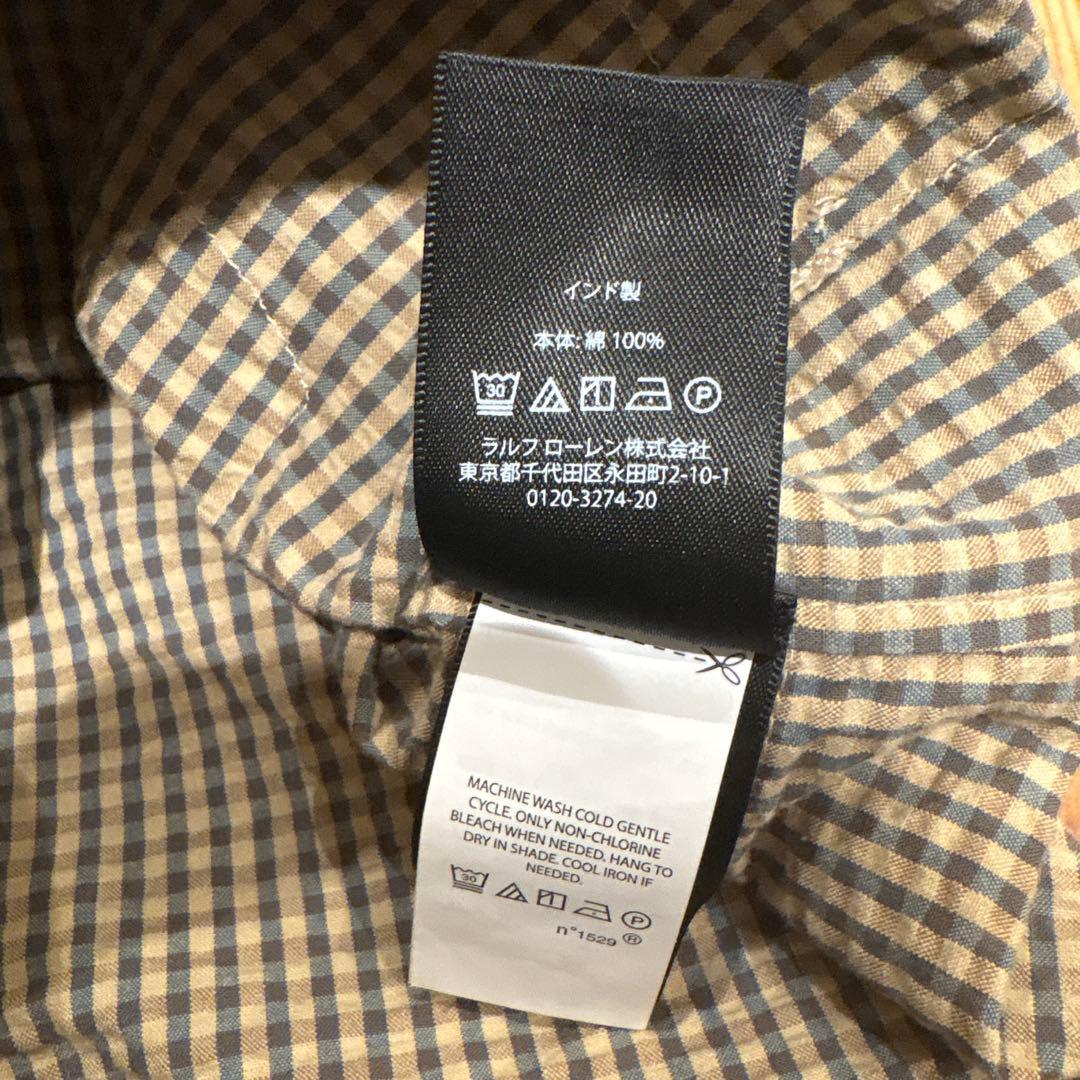 インド製
本体: 綿 100%
30
ラルフ ローレン株式会社
東京都千代田区永田町2-10-1
0120-3274-20
MACHINE WASH COLD GENTLE
CYCLE. ONLY NON-CHLORINE
BLEACH WHEN NEEDED. HANG TO
DRY IN SHADE. COOL IRON IF
NEEDED.
30
P
n°1529 ®